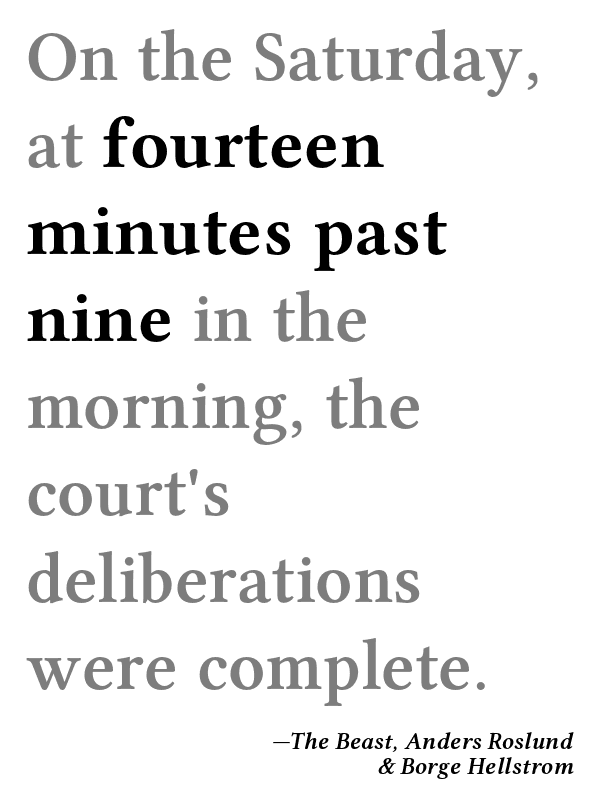 On the Saturday,
at fourteen
minutes past
nine in the
morning, the
court's
deliberations
were complete.
—The Beast, Anders Roslund
& Borge Hellstrom